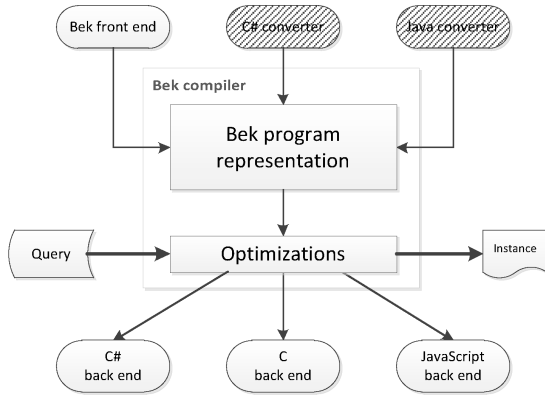 Bek front end
C# converter
Java converter
Bek compiler
Bek program
representation
Query
Optimizations
Instance
C#
back end
C
back end
JavaScript
back end